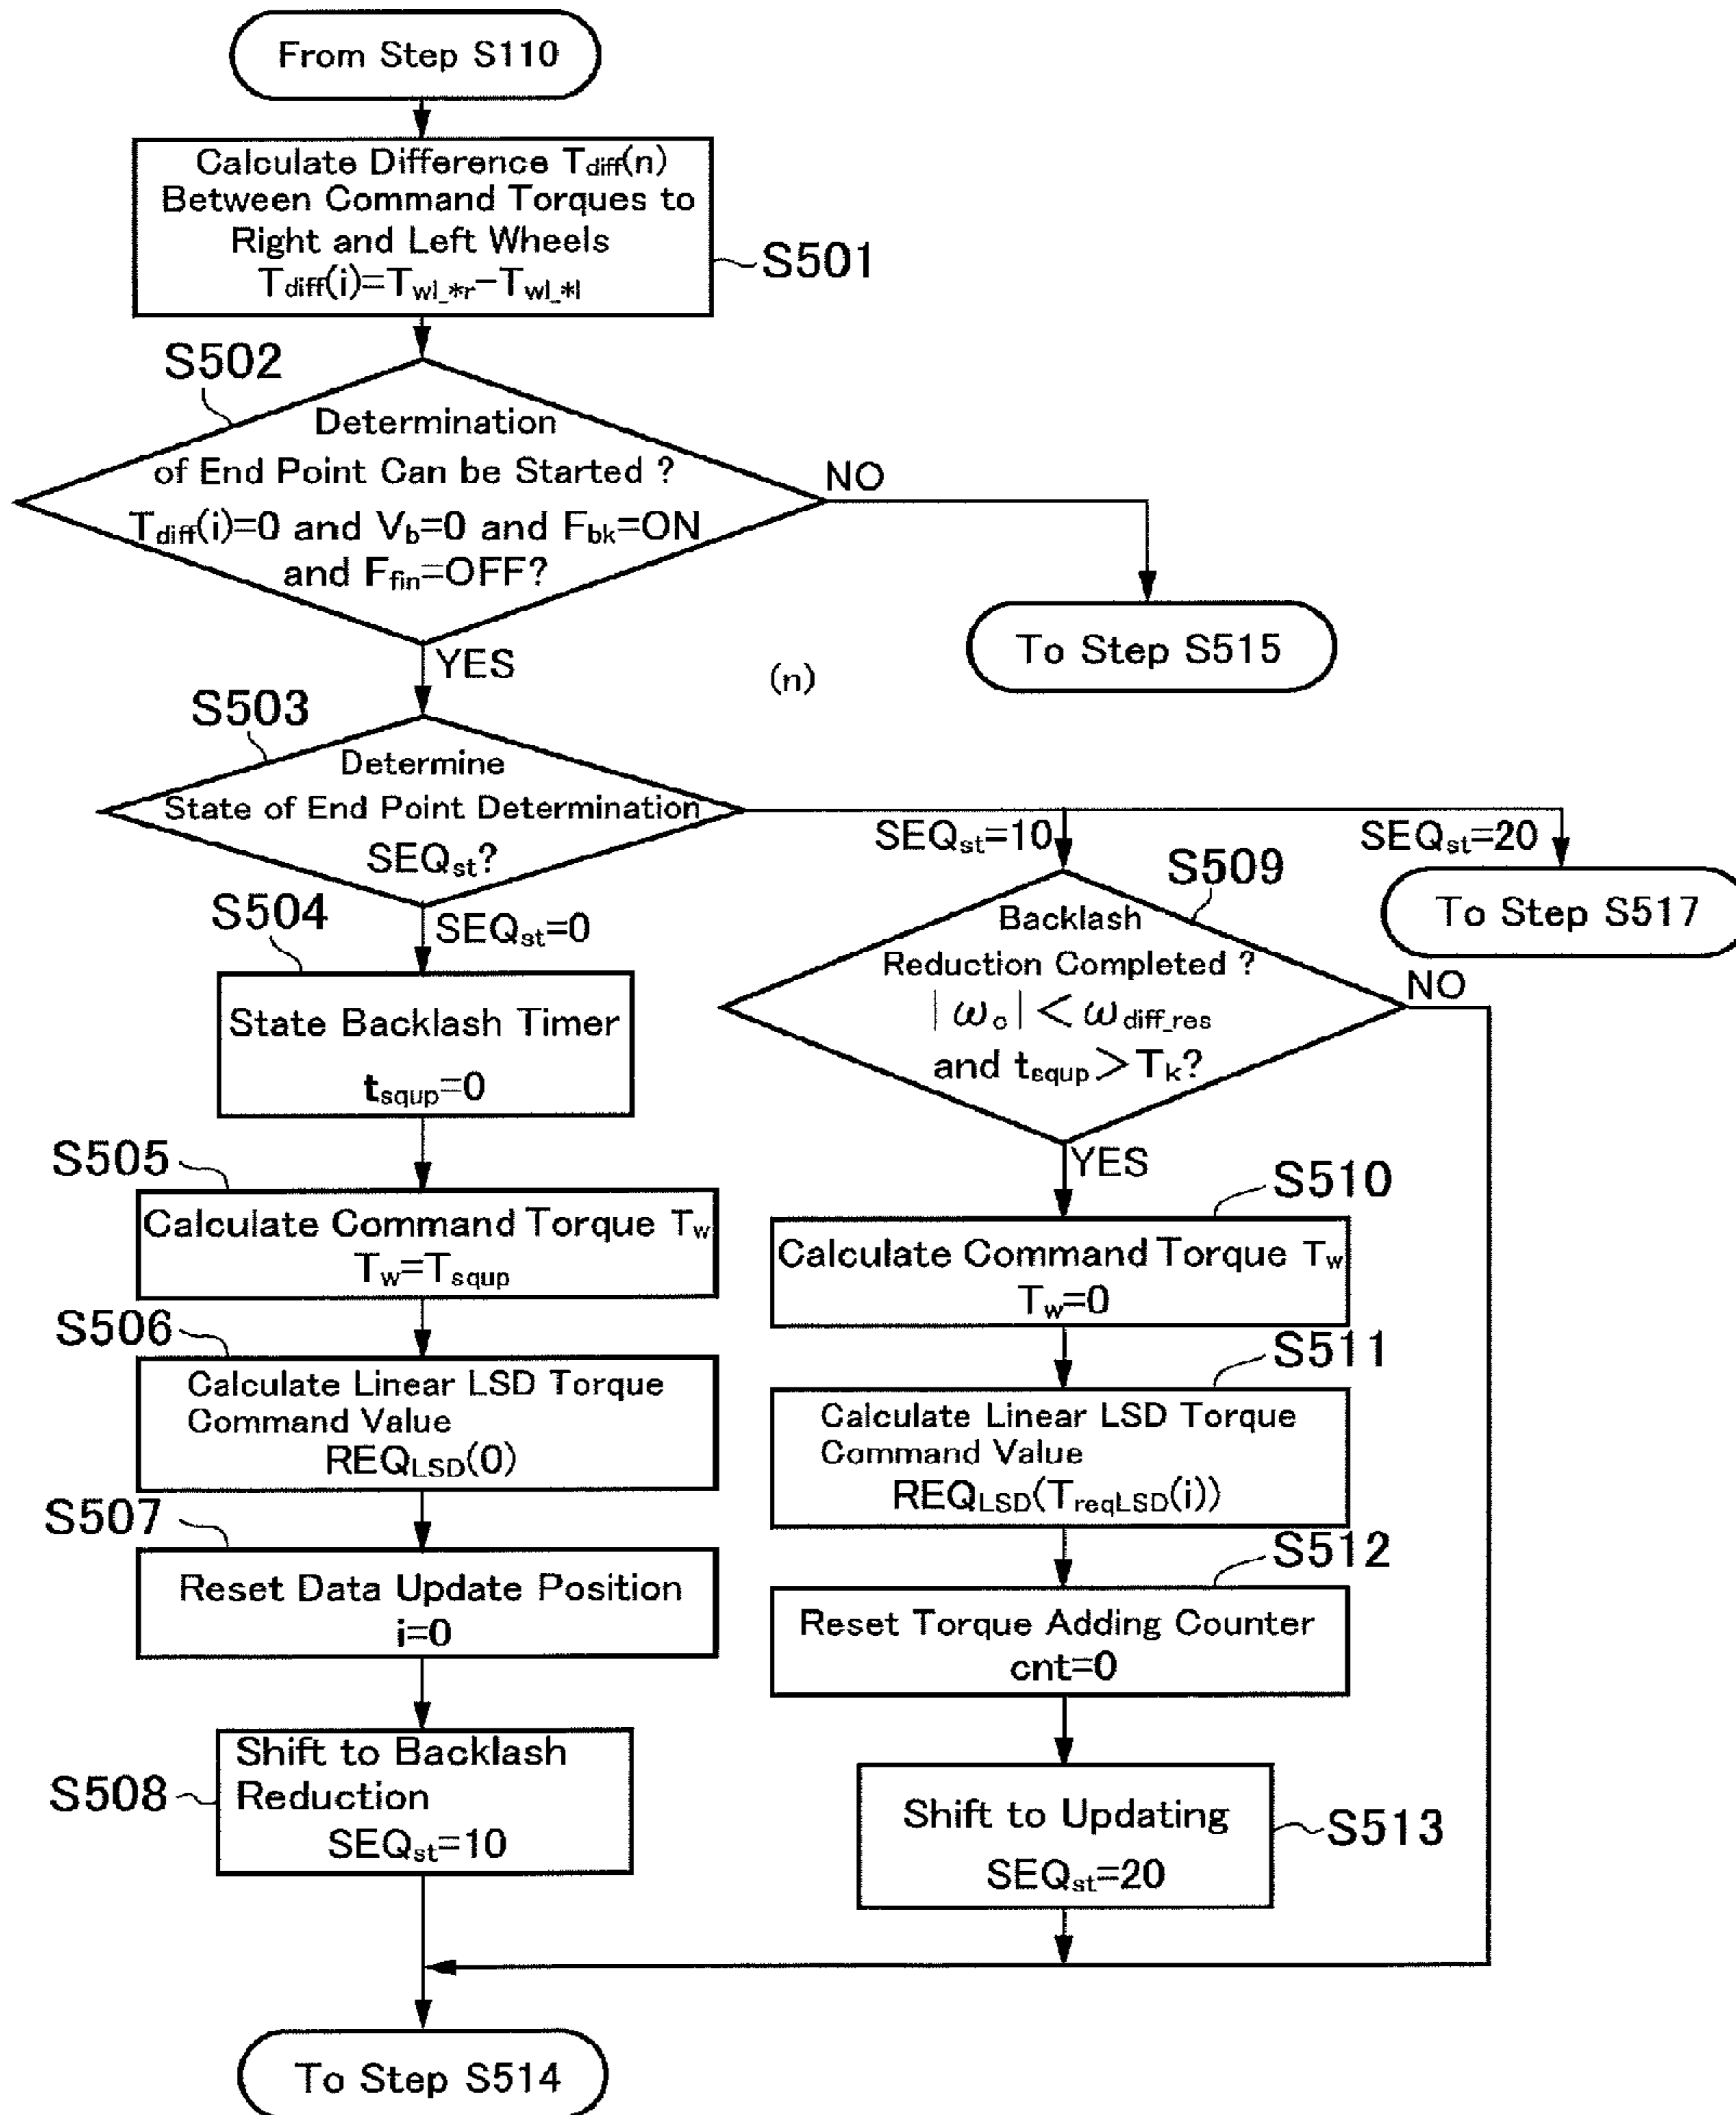 From Step S110
Calculate Difference Tdiff(n)
Between Command Torques to
Right and Left Wheels
Tdiff(i)=Twl_*r-Twl_*l
S501
S502
Determination
of End Point Can be Started ?
Tdiff(i)=0 and Vb=0 and Fbk=ON
and Ffin=OFF?
NO
To Step S515
YES
(n)
S503
Determine
State of End Point Determination
SEQst?
SEQst=10
SEQst=20
To Step S517
SEQst=0
S504
State Backlash Timer
tsqup=0
S505
Calculate Command Torque Tw
Tw=Tsqup
S506
Calculate Linear LSD Torque
Command Value
REQLSD(0)
S507
Reset Data Update Position
i=0
S508
Shift to Backlash
Reduction
SEQst=10
S509
Backlash
Reduction Completed ?
|ωc|<ωdiff_res
and tsqup>Tk?
NO
YES
S510
Calculate Command Torque Tw
Tw=0
S511
Calculate Linear LSD Torque
Command Value
REQLSD(TreqLSD(i))
S512
Reset Torque Adding Counter
cnt=0
Shift to Updating
SEQst=20
S513
To Step S514